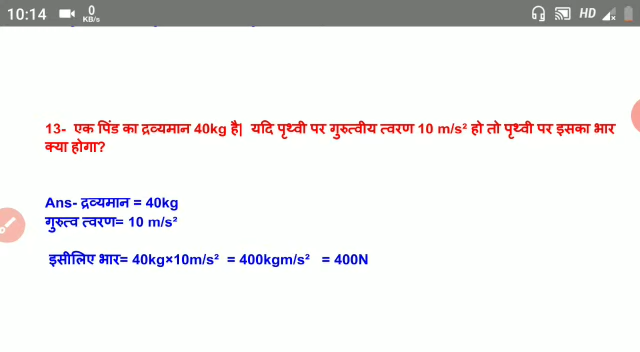 10:14
0
KB/s
HD
13- एक पिंड का द्रव्यमान 40kg है| यदि पृथ्वी पर गुरुत्वीय त्वरण 10 m/s² हो तो पृथ्वी पर इसका भार
क्या होगा?
Ans- द्रव्यमान = 40kg
गुरुत्व त्वरण= 10 m/s²
इसीलिए भार= 40kg×10m/s² = 400kgm/s² = 400N